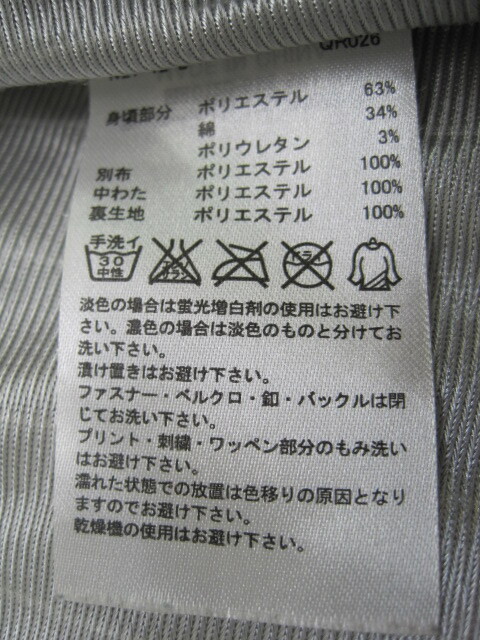 QR026
身頃部分 ポリエステル 63%
綿 34%
ポリウレタン 3%
別布 ポリエステル 100%
中わた ポリエステル 100%
裏生地 ポリエステル 100%
手洗イ
30
中性
淡色の場合は蛍光増白剤の使用はお避け下
さい。濃色の場合は淡色のものと分けてお
洗い下さい。
漬け置きはお避け下さい。
ファスナー・ベルクロ・釦・バックルは閉
じてお洗い下さい。
プリント・刺繍・ワッペン部分のもみ洗い
はお避け下さい。
濡れた状態での放置は色移りの原因となり
ますのでお避け下さい。
乾燥機の使用はお避け下さい。